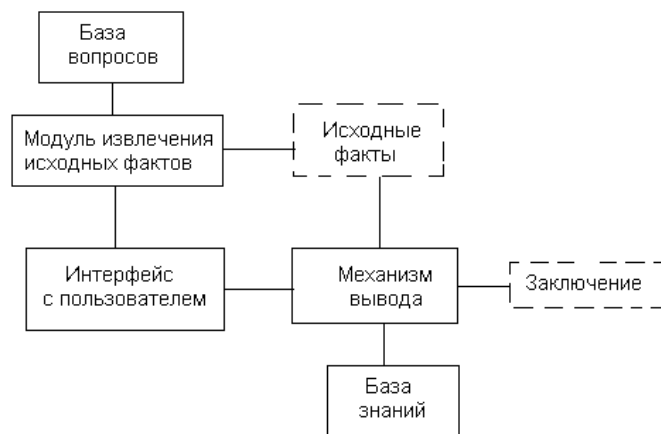 База
вопросов
Модуль извлечения
исходных фактов
Исходные
факты
Интерфейс
с пользователем
Механизм
вывода
Заключение
База
знаний